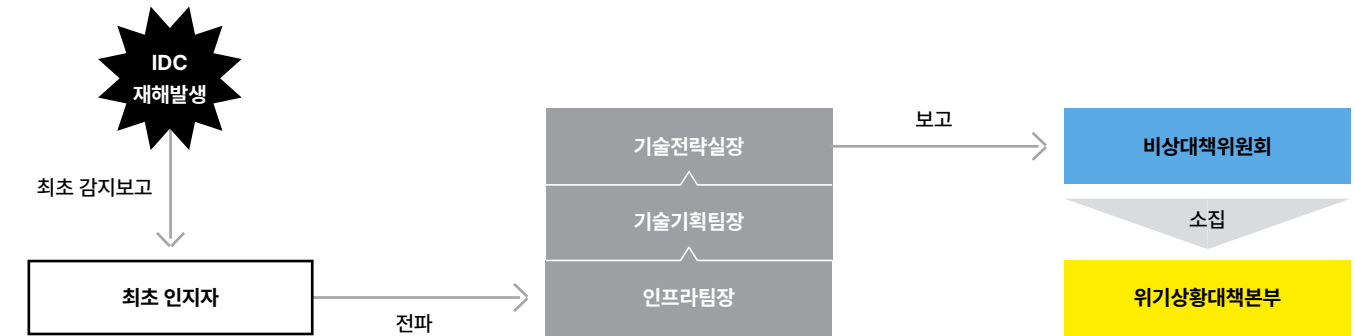 IDC
재해발생
최초 감지보고
최초 인지자
전파
기술전략실장
기술기획팀장
인프라팀장
보고
비상대책위원회
소집
위기상황대책본부